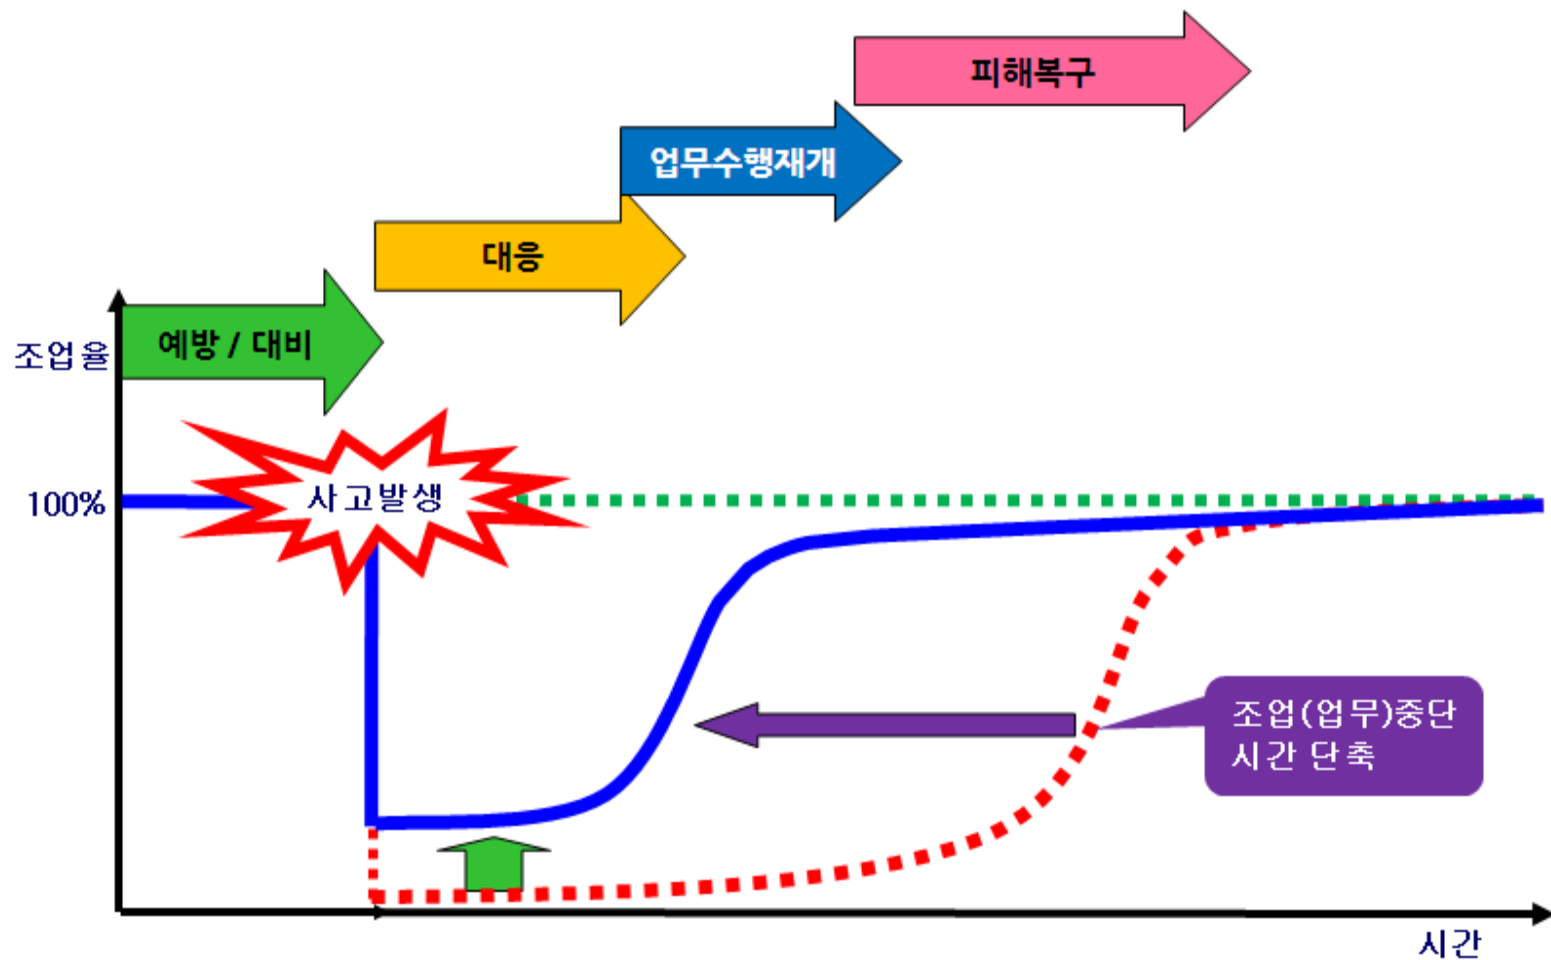 피해복구
업무수행재개
대응
예방 / 대비
조업율
100%
사고발생
조업(업무)중단
시간 단축
시간